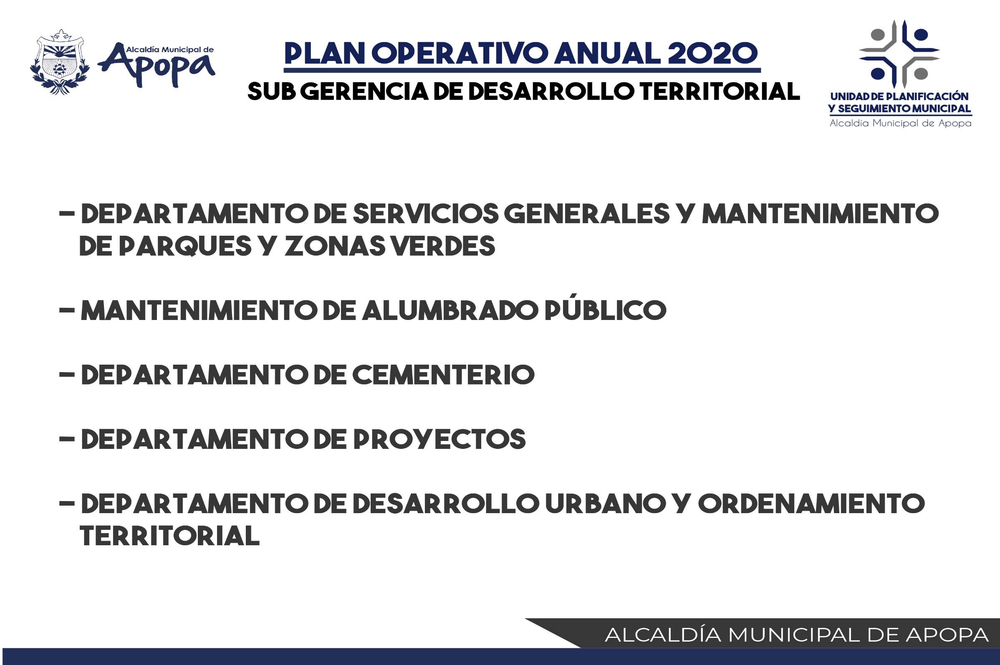 Alcaldía Municipal de
Apopa
PLAN OPERATIVO ANUAL 2020
SUB GERENCIA DE DESARROLLO TERRITORIAL
UNIDAD DE PLANIFICACIÓN
Y SEGUIMIENTO MUNICIPAL
Alcaldía Municipal de Apopa
- DEPARTAMENTO DE SERVICIOS GENERALES Y MANTENIMIENTO
DE PARQUES Y ZONAS VERDES
- MANTENIMIENTO DE ALUMBRADO PÚBLICO
- DEPARTAMENTO DE CEMENTERIO
- DEPARTAMENTO DE PROYECTOS
- DEPARTAMENTO DE DESARROLLO URBANO Y ORDENAMIENTO
TERRITORIAL
ALCALDÍA MUNICIPAL DE APOPA